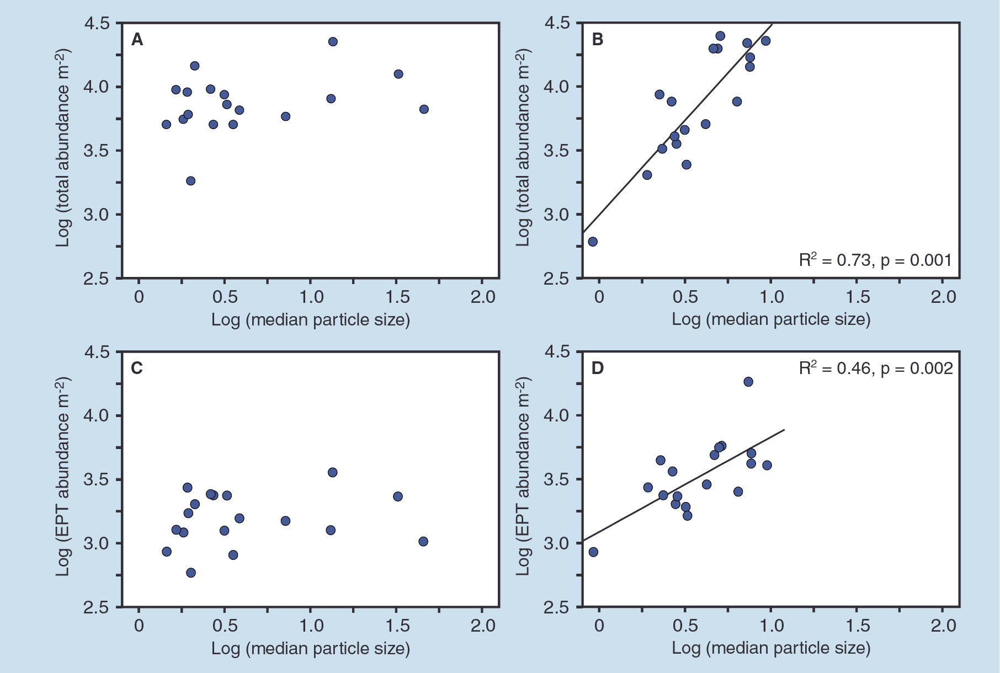 A
Log (total abundance m-2)
4.5
4.0
3.5
3.0
2.5
0 0.5 1.0 1.5 2.0
Log (median particle size)
B
Log (total abundance m-2)
4.5
4.0
3.5
3.0
2.5
R2 = 0.73, p = 0.001
0 0.5 1.0 1.5 2.0
Log (median particle size)
C
Log (EPT abundance m-2)
4.5
4.0
3.5
3.0
2.5
0 0.5 1.0 1.5 2.0
Log (median particle size)
D
R2 = 0.46, p = 0.002
Log (EPT abundance m-2)
4.5
4.0
3.5
3.0
2.5
0 0.5 1.0 1.5 2.0
Log (median particle size)